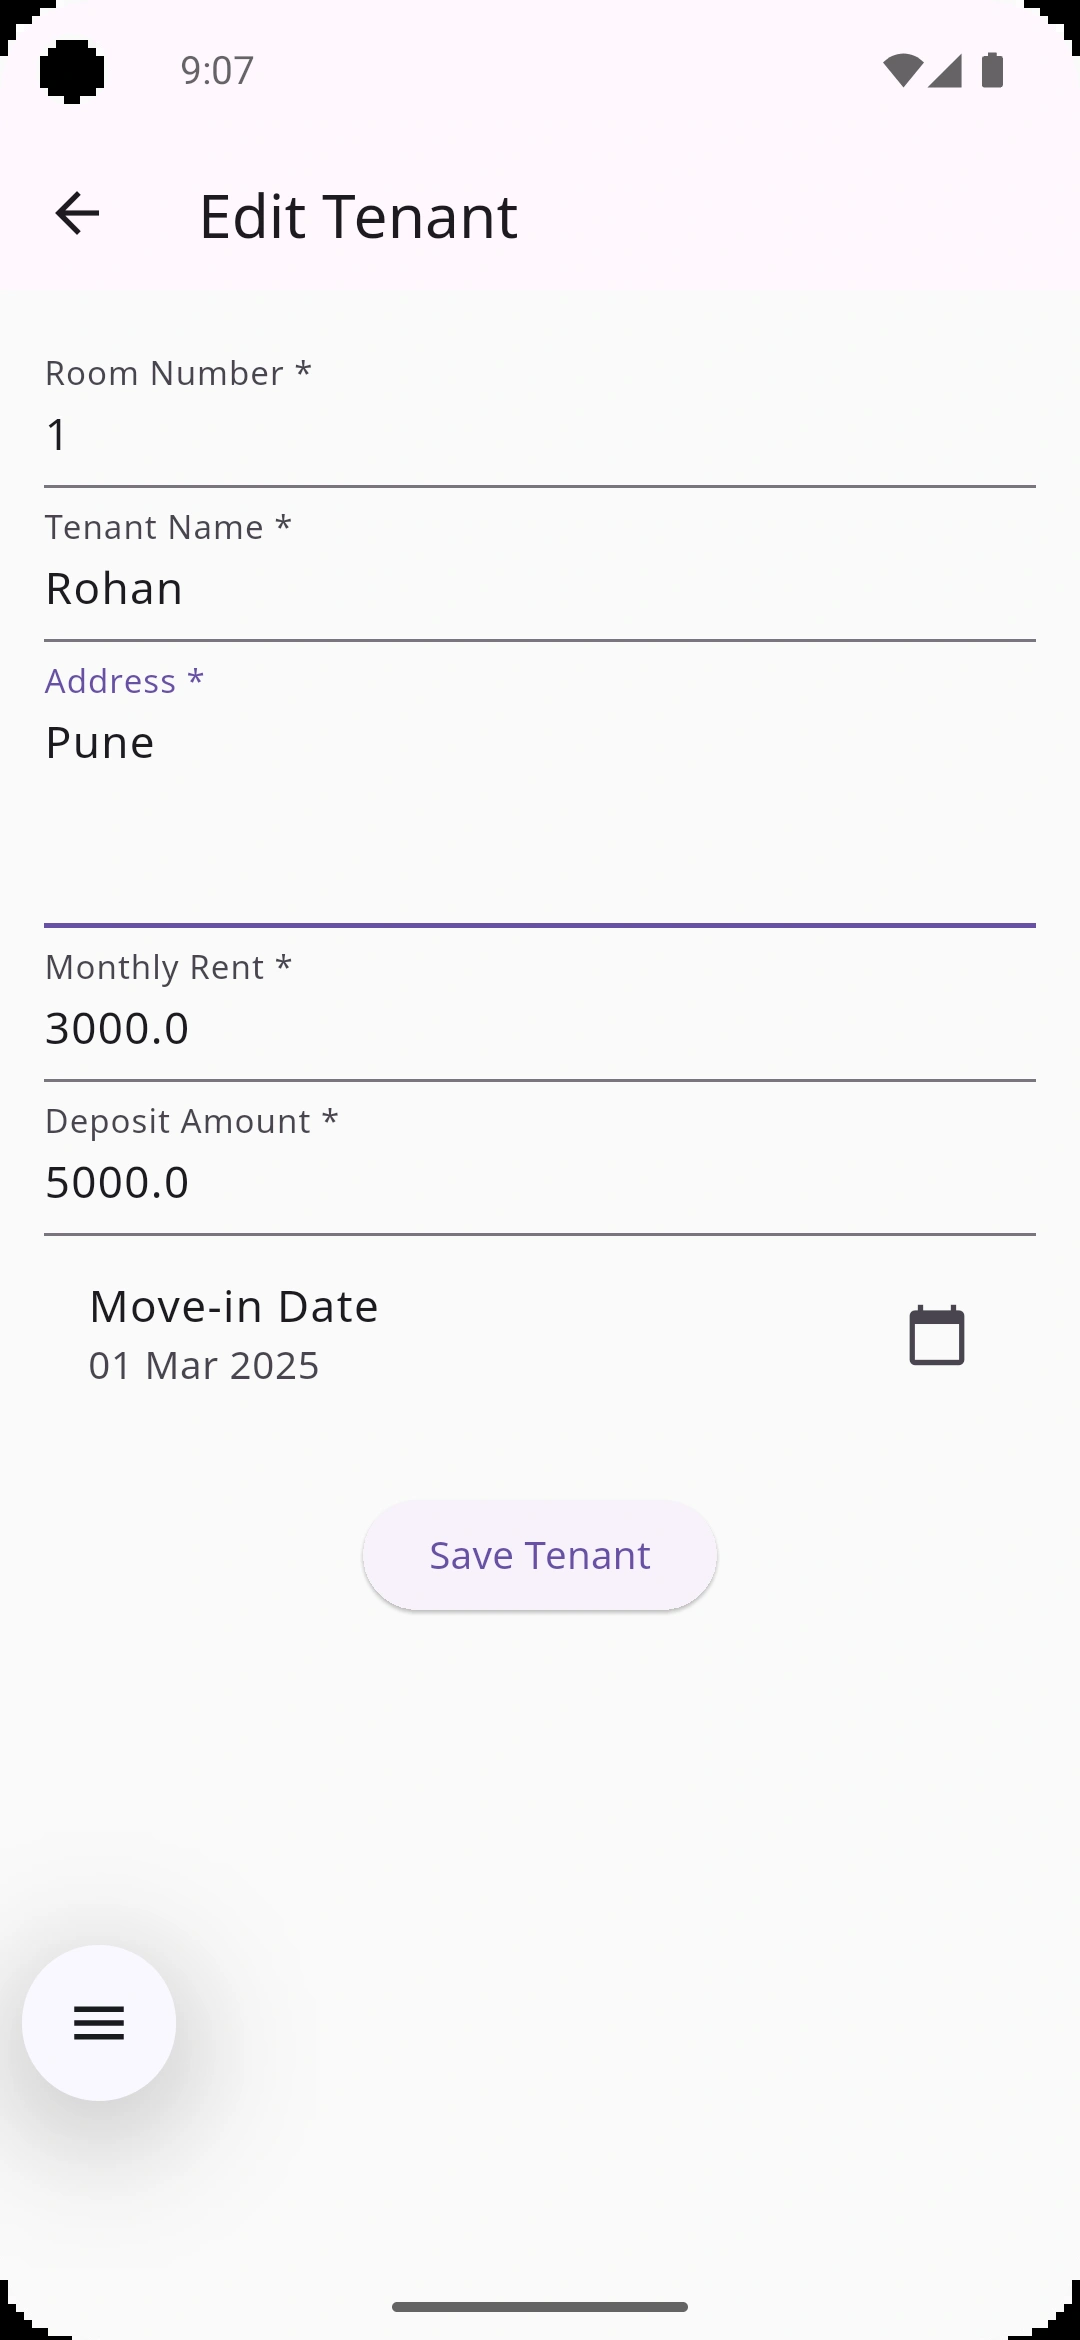 9:07
Edit Tenant
Room Number *
1
Tenant Name *
Rohan
Address *
Pune
Monthly Rent *
3000.0
Deposit Amount *
5000.0
Move-in Date
01 Mar 2025
Save Tenant